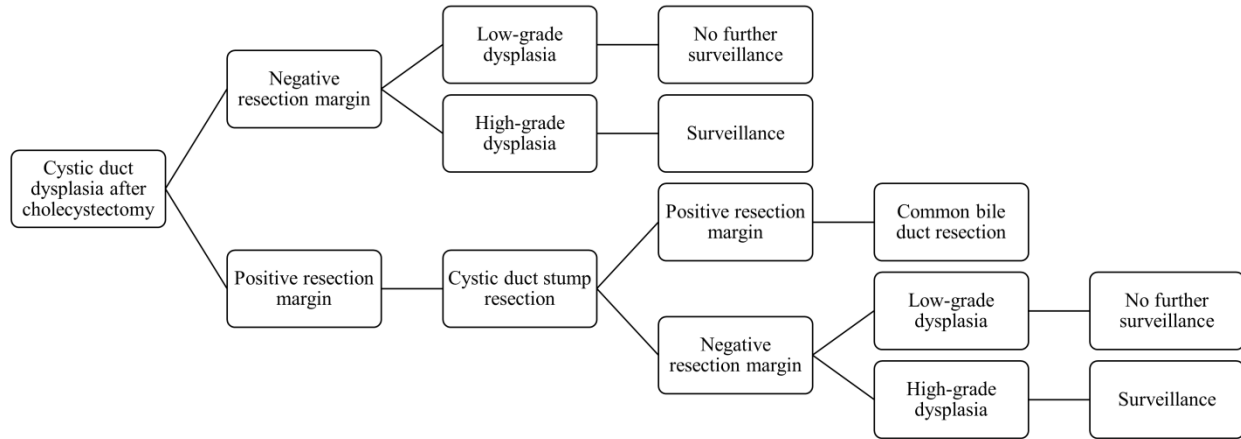 Cystic duct
dysplasia after
cholecystectomy
Negative
resection margin
Low-grade
dysplasia
No further
surveillance
High-grade
dysplasia
Surveillance
Positive resection
margin
Cystic duct stump
resection
Positive resection
margin
Common bile
duct resection
Negative
resection margin
Low-grade
dysplasia
No further
surveillance
High-grade
dysplasia
Surveillance